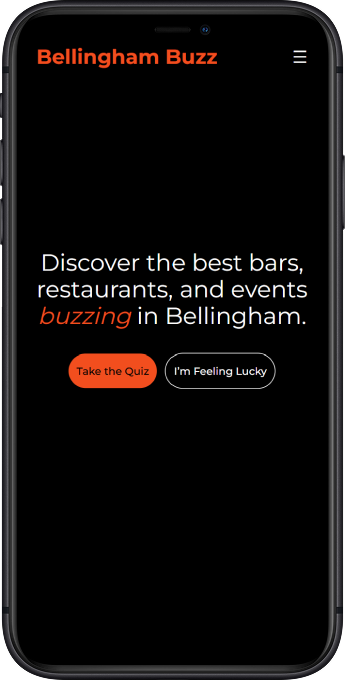 Bellingham Buzz
Discover the best bars,
restaurants, and events
buzzing in Bellingham.
Take the Quiz
I'm Feeling Lucky